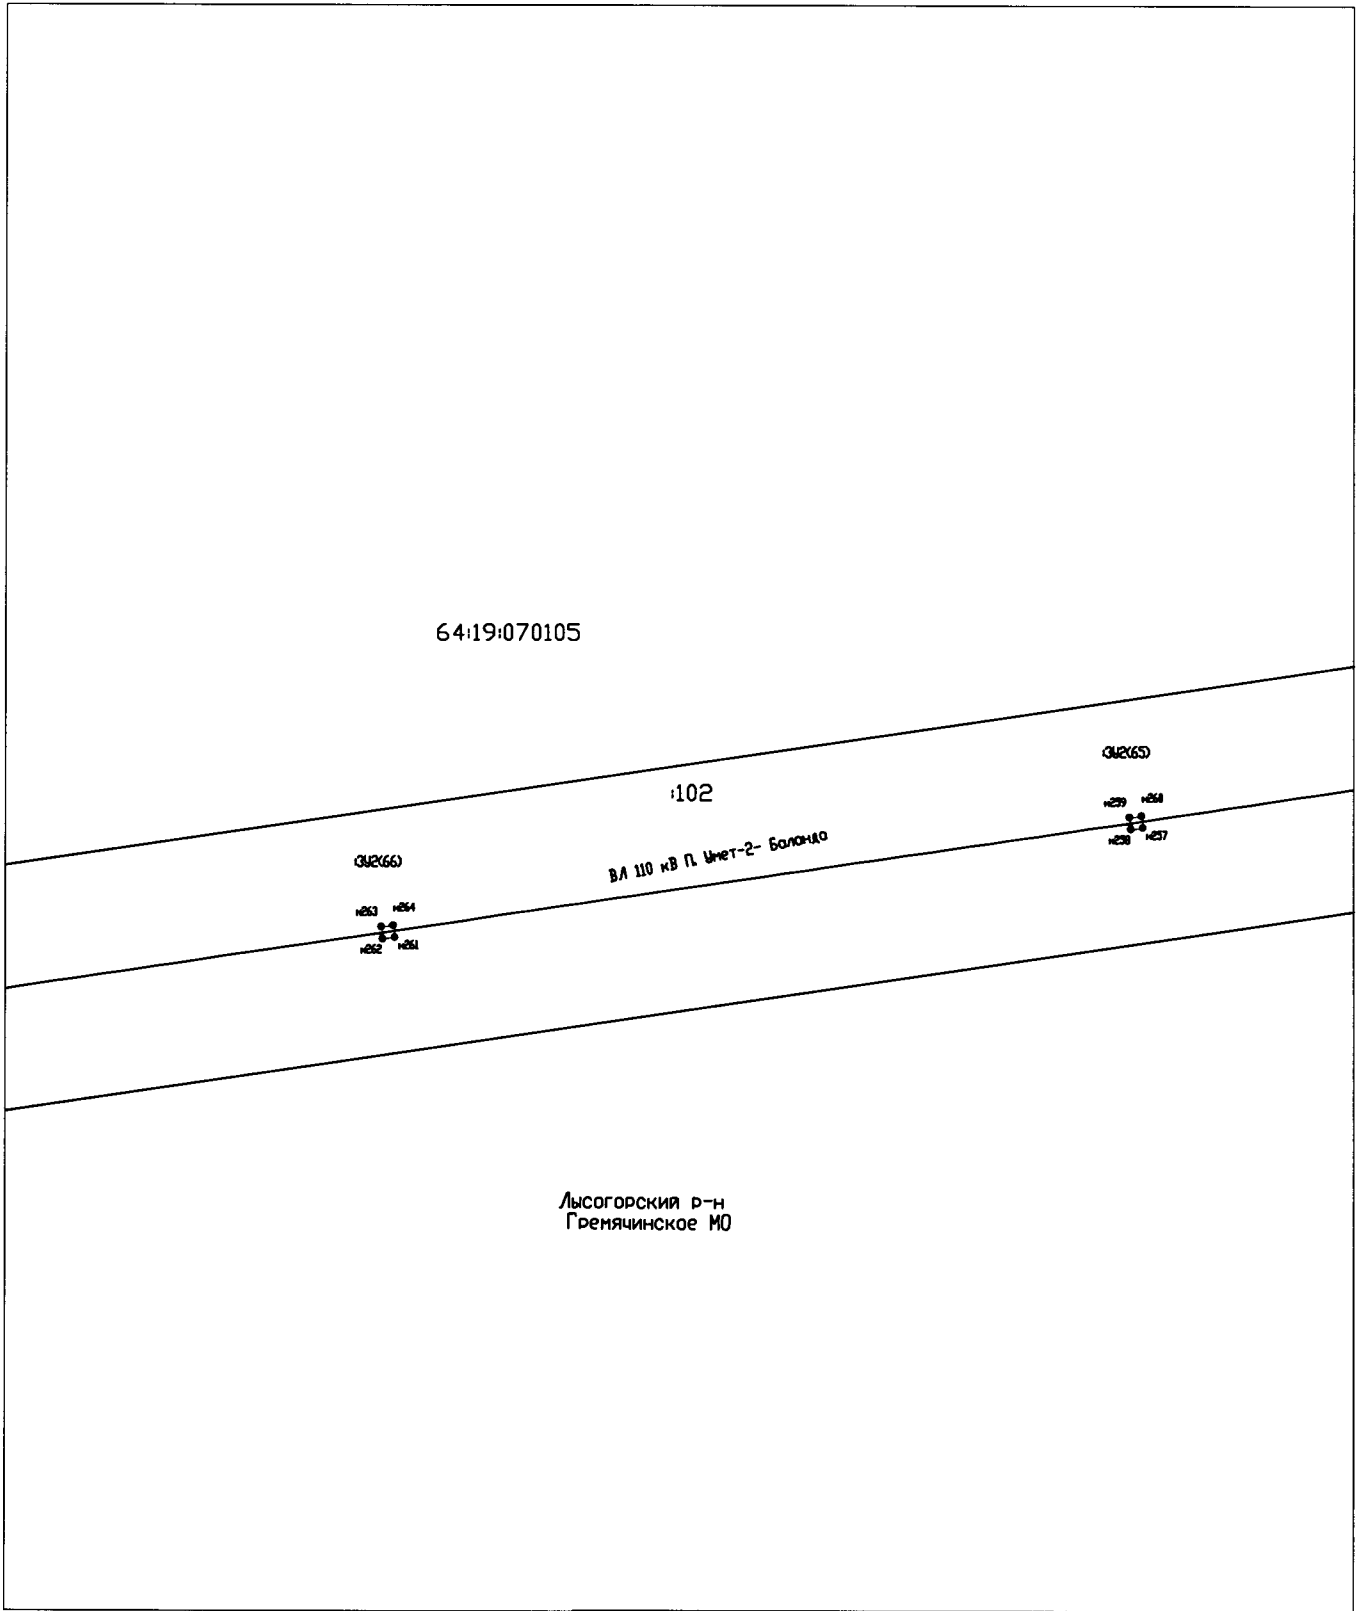 64:19:070105
:ЗУ2(65)
:102
н259 н260
н258 н257
ВЛ 110 кВ П. Умет-2- Баланда
:ЗУ2(66)
н263 н264
н262 н261
Лысогорский р-н
Гремячинское МО